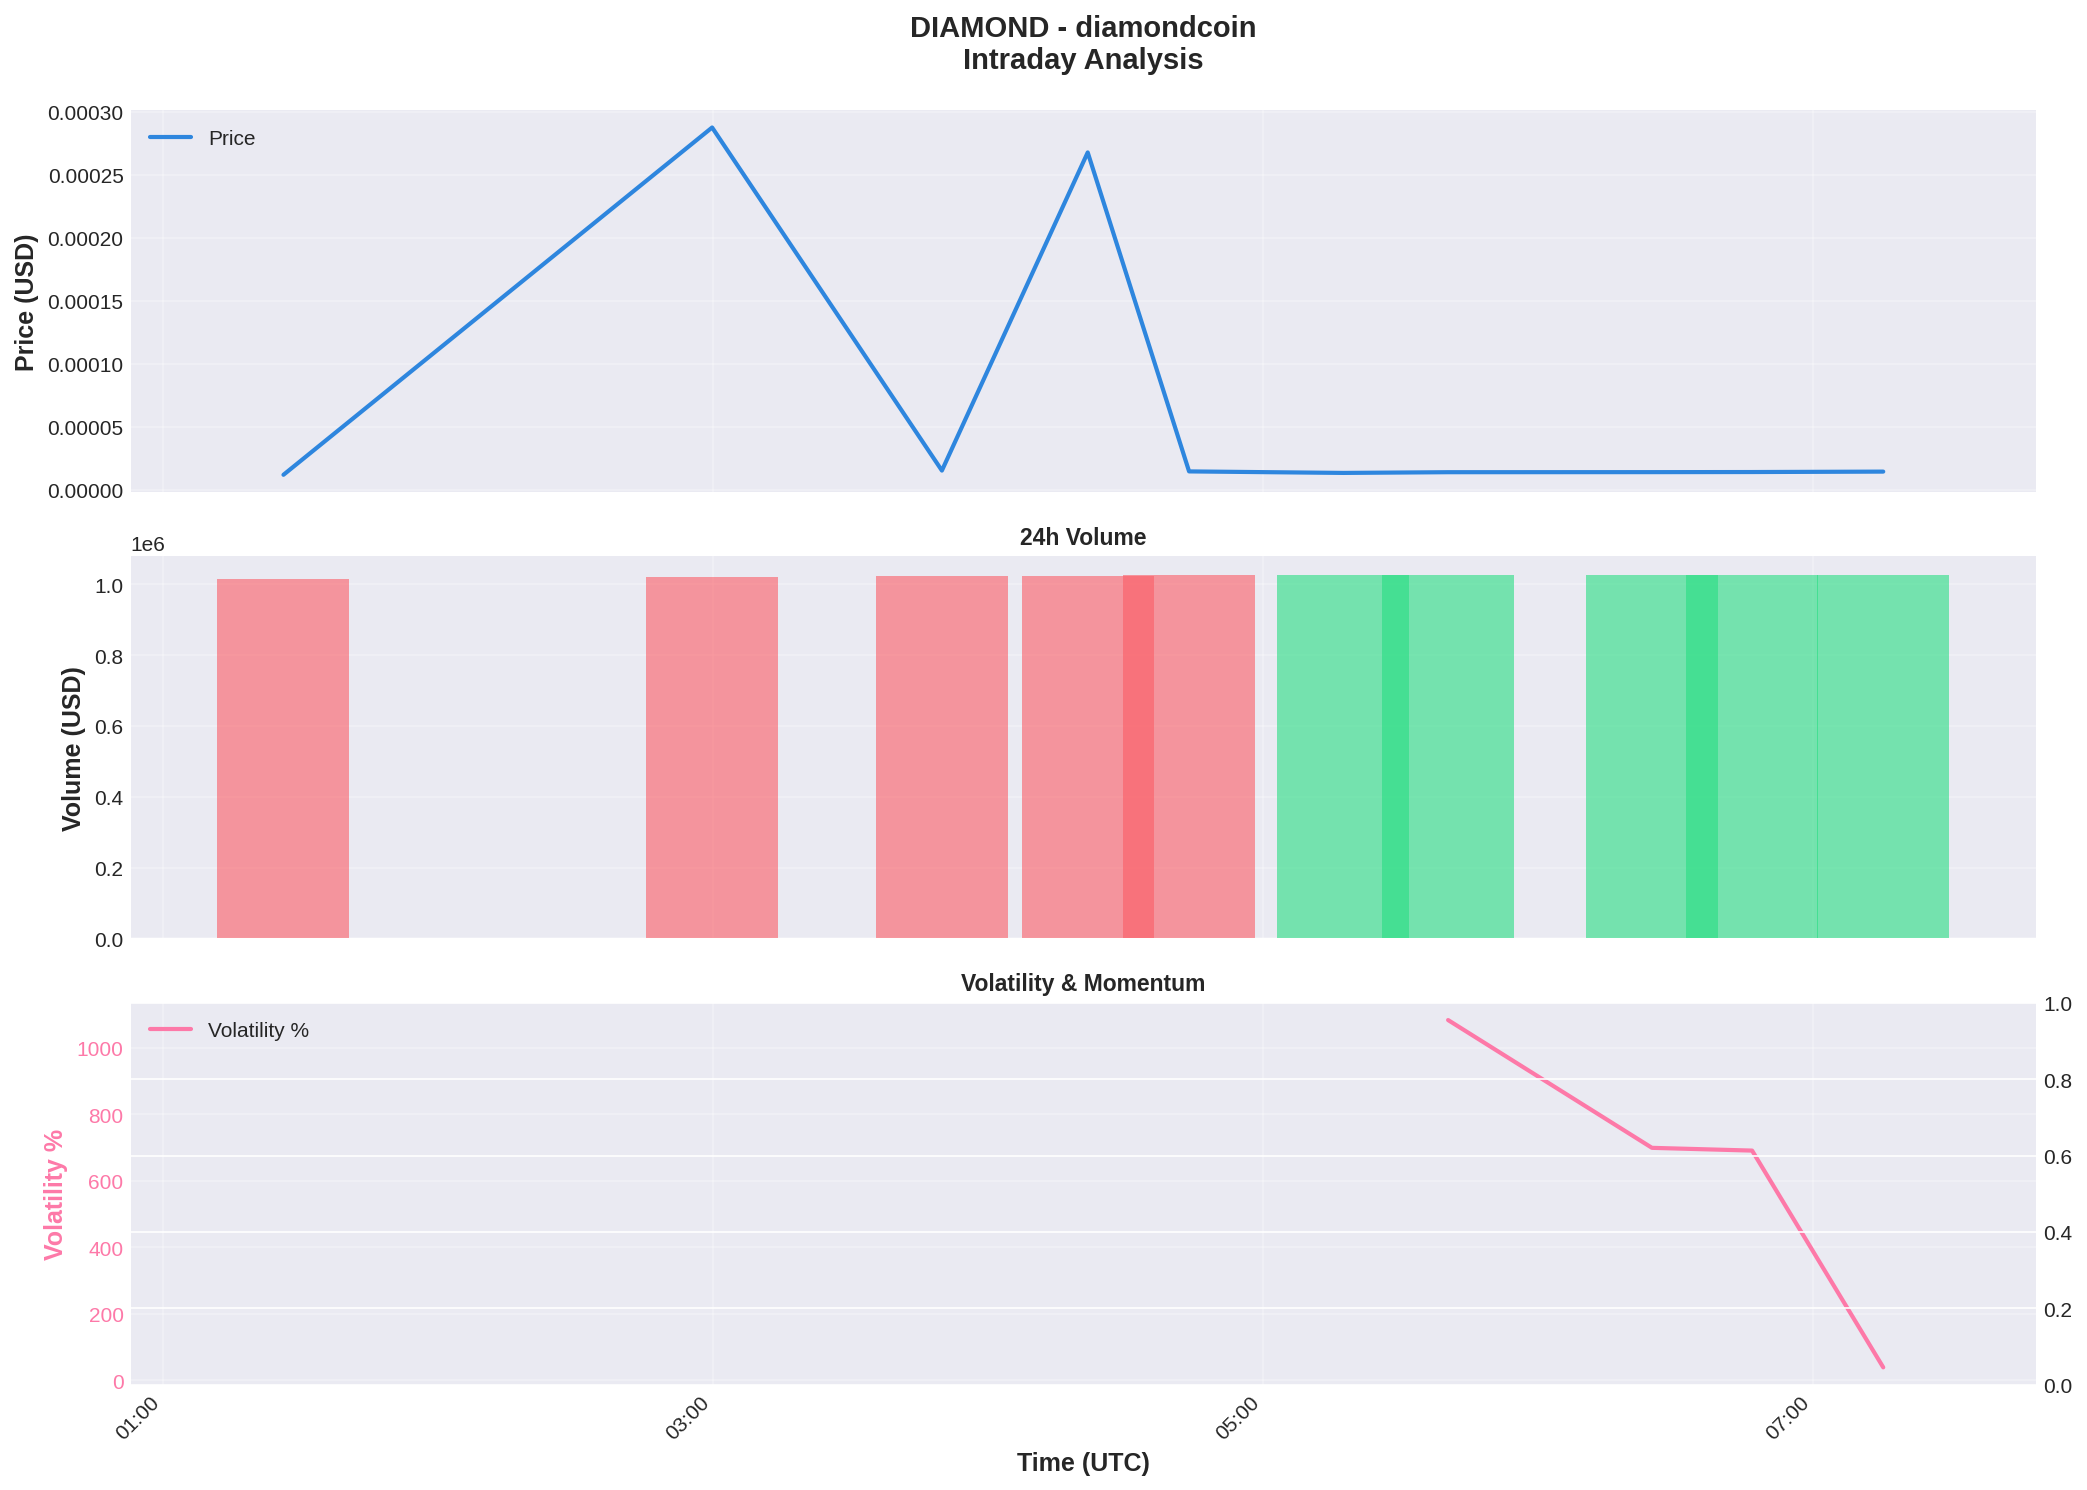 DIAMOND - diamondcoin
Intraday Analysis
Price
0.00030
0.00025
0.00020
0.00015
0.00010
0.00005
0.00000
Price (USD)
24h Volume
1e6
1.0
0.8
0.6
0.4
0.2
0.0
Volume (USD)
Volatility & Momentum
Volatility %
1000
800
600
400
200
0
Volatility %
1.0
0.8
0.6
0.4
0.2
0.0
01:00
03:00
05:00
07:00
Time (UTC)